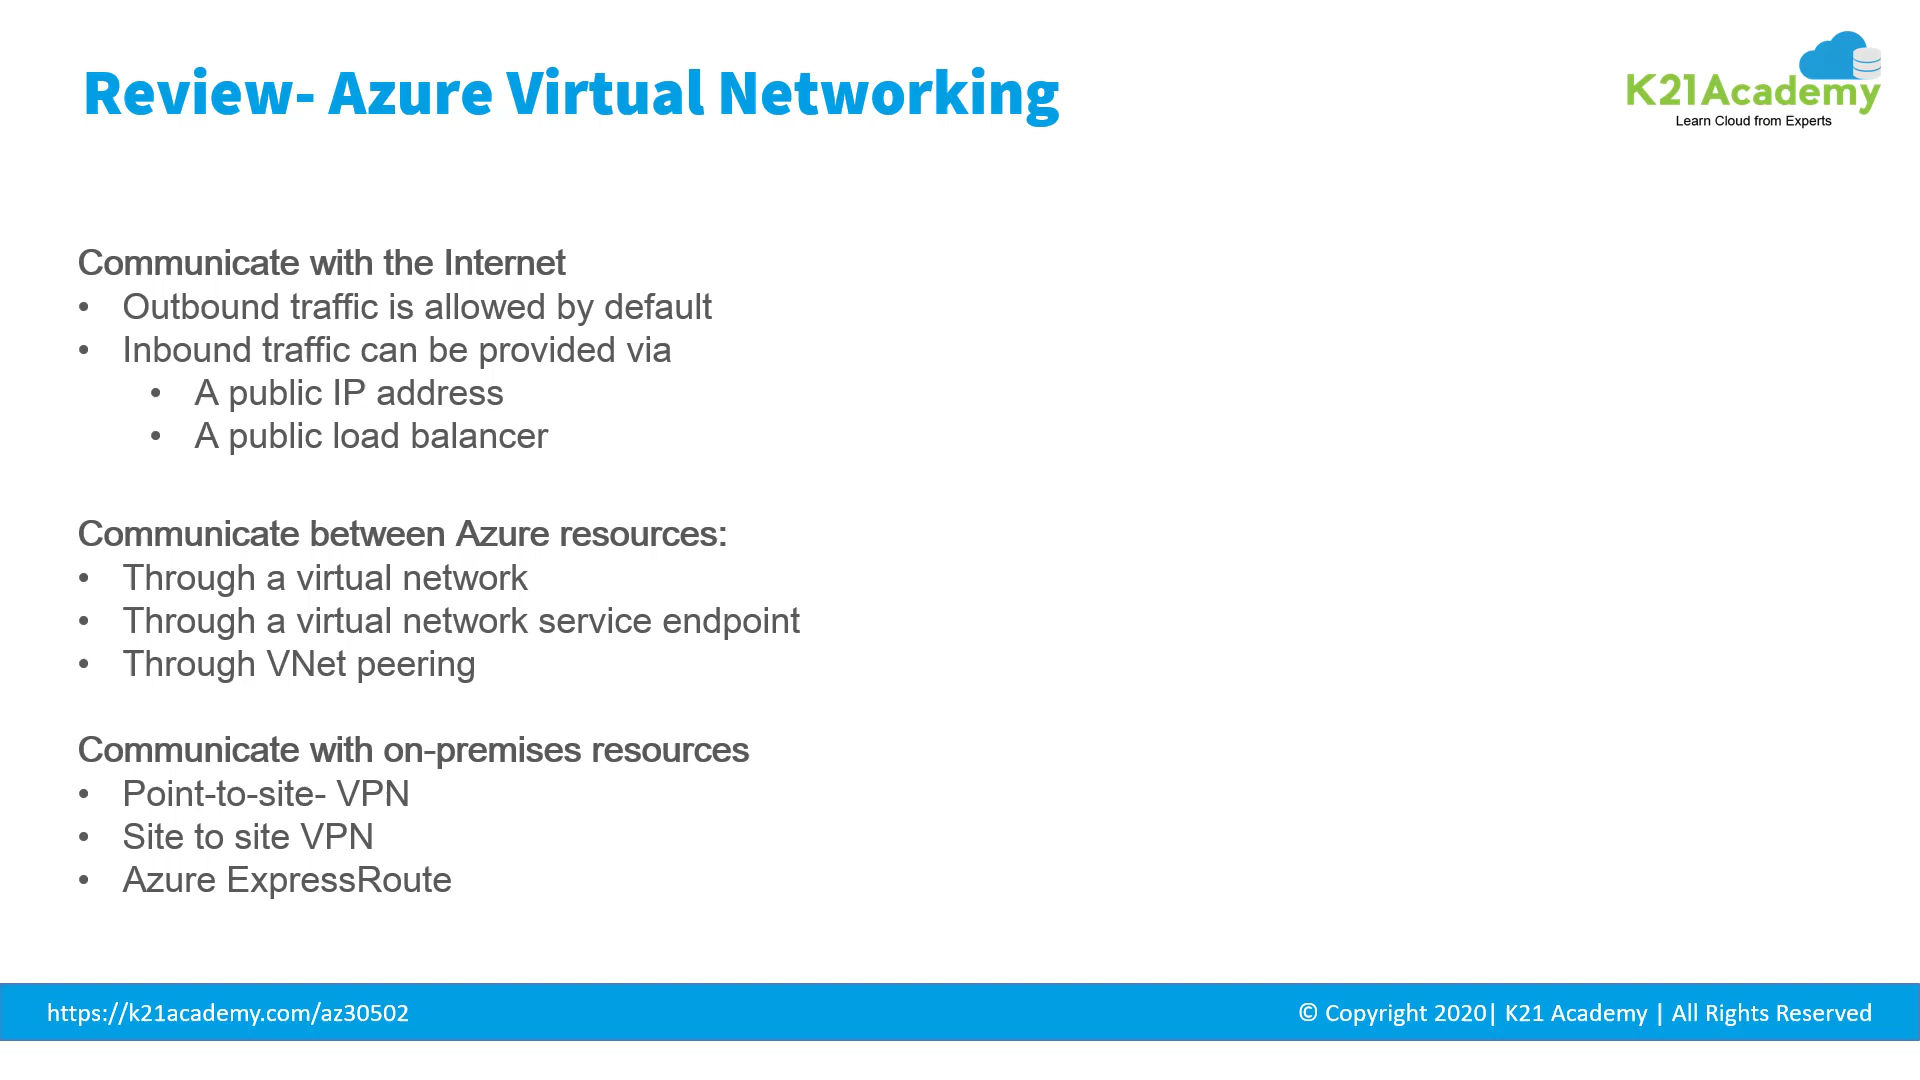 Review- Azure Virtual Networking
K21Academy
Learn Cloud from Experts
Communicate with the Internet
• Outbound traffic is allowed by default
• Inbound traffic can be provided via
• A public IP address
• A public load balancer
Communicate between Azure resources:
• Through a virtual network
• Through a virtual network service endpoint
• Through VNet peering
Communicate with on-premises resources
• Point-to-site- VPN
• Site to site VPN
• Azure ExpressRoute
https://k21academy.com/az30502
© Copyright 2020| K21 Academy | All Rights Reserved